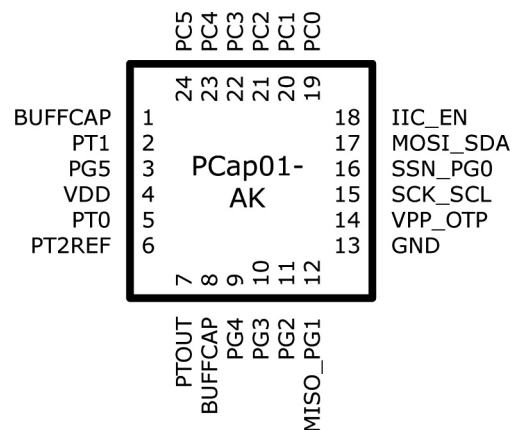 PC5 PC4 PC3 PC2 PC1 PC0
24 23 22 21 20 19
BUFFCAP 1 18 IIC_EN
PT1 2 17 MOSI_SDA
PG5 3 16 SSN_PG0
VDD 4 15 SCK_SCL
PT0 5 14 VPP_OTP
PT2REF 6 13 GND
PCap01-
AK
7 8 9 10 11 12
PTOUT BUFFCAP PG4 PG3 PG2 MISO_PG1